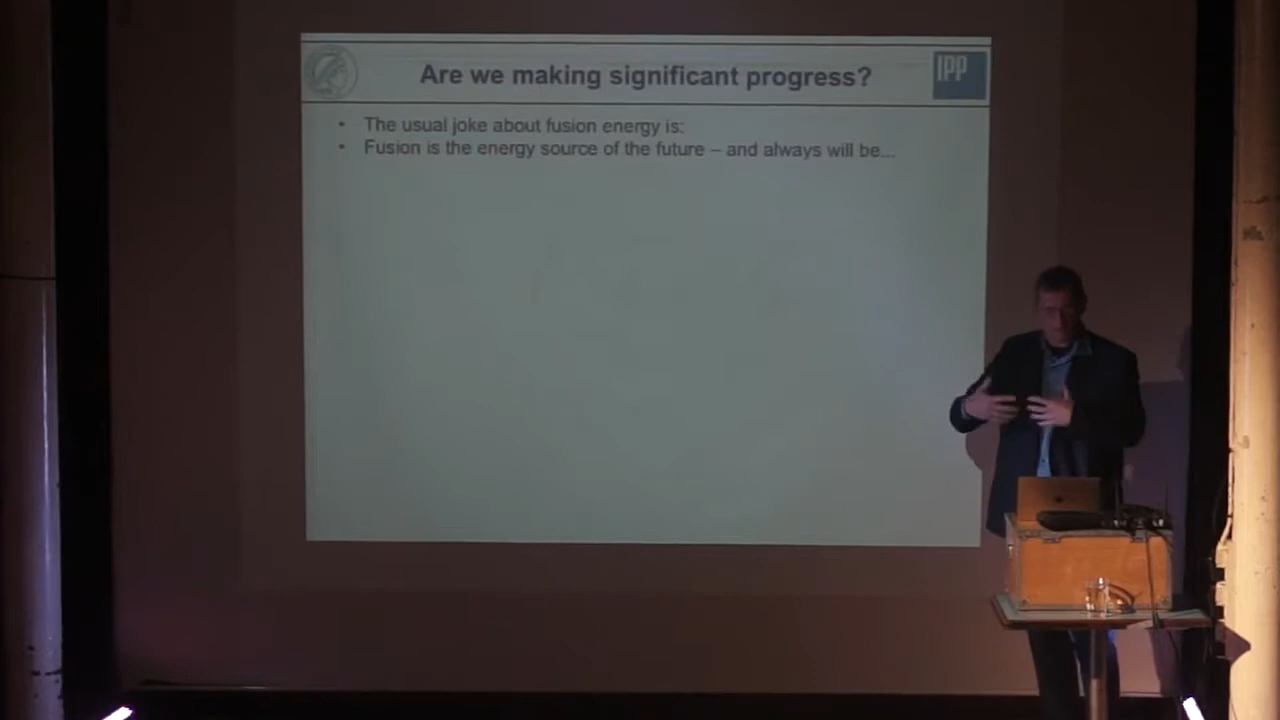 Are we making significant progress?
IPP
• The usual joke about fusion energy is:
• Fusion is the energy source of the future – and always will be...